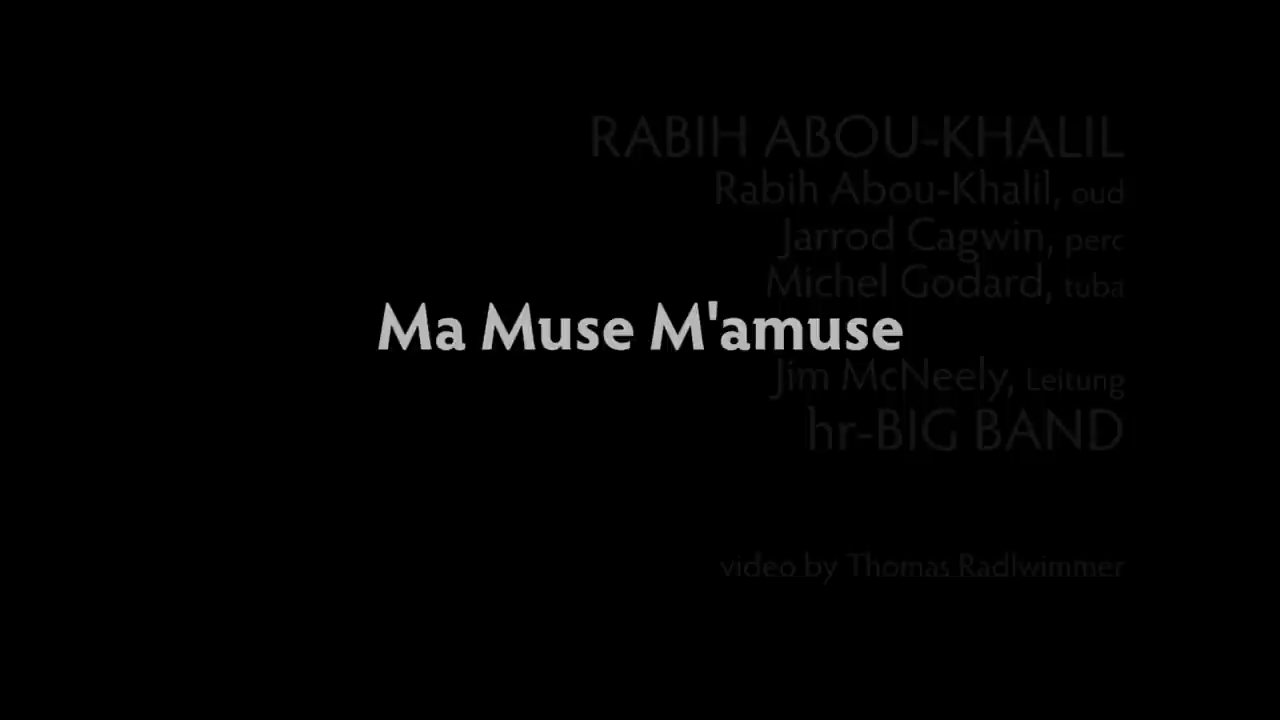 RABIH ABOU-KHALIL
Rabih Abou-Khalil, oud
Jarrod Cagwin, perc
Michel Godard, tuba
Ma Muse M'amuse
Jim McNeely, Leitung
hr-BIG BAND
video by Thomas Radlwimmer